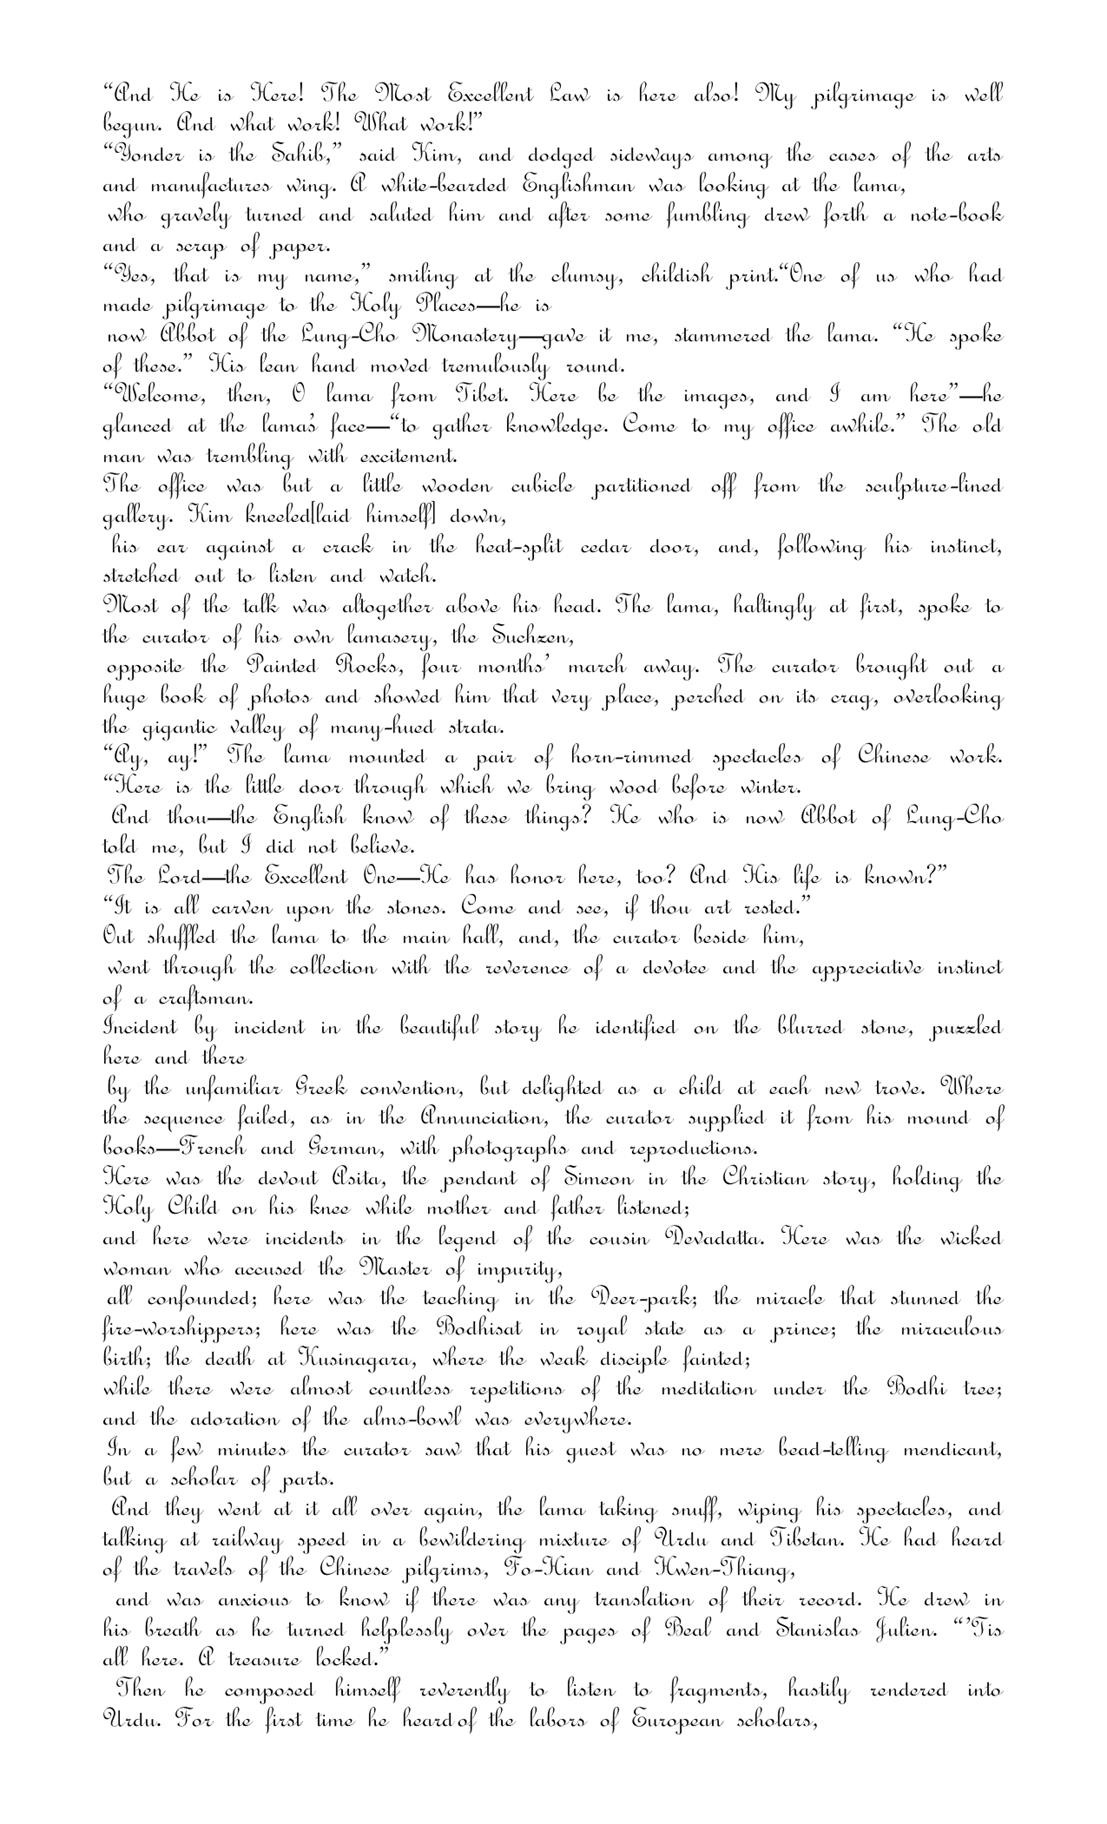 “And He is Here! The Most Excellent Law is here also! My pilgrimage is well
begun. And what work! What work!”
“Yonder is the Sahib,” said Kim, and dodged sideways among the cases of the arts
and manufactures wing. A white-bearded Englishman was looking at the lama,
who gravely turned and saluted him and after some fumbling drew forth a note-book
and a scrap of paper.
“Yes, that is my name,” smiling at the clumsy, childish print.“One of us who had
made pilgrimage to the Holy Places—he is
now Abbot of the Lung-Cho Monastery—gave it me, stammered the lama. “He spoke
of these.” His lean hand moved tremulously round.
“Welcome, then, O lama from Tibet. Here be the images, and I am here”—he
glanced at the lama’s face—“to gather knowledge. Come to my office awhile.” The old
man was trembling with excitement.
The office was but a little wooden cubicle partitioned off from the sculpture-lined
gallery. Kim kneeled[laid himself] down,
his ear against a crack in the heat-split cedar door, and, following his instinct,
stretched out to listen and watch.
Most of the talk was altogether above his head. The lama, haltingly at first, spoke to
the curator of his own lamasery, the Suchzen,
opposite the Painted Rocks, four months’ march away. The curator brought out a
huge book of photos and showed him that very place, perched on its crag, overlooking
the gigantic valley of many-hued strata.
“Ay, ay!” The lama mounted a pair of horn-rimmed spectacles of Chinese work.
“Here is the little door through which we bring wood before winter.
And thou—the English know of these things? He who is now Abbot of Lung-Cho
told me, but I did not believe.
The Lord—the Excellent One—He has honor here, too? And His life is known?”
“It is all carven upon the stones. Come and see, if thou art rested.”
Out shuffled the lama to the main hall, and, the curator beside him,
went through the collection with the reverence of a devotee and the appreciative instinct
of a craftsman.
Incident by incident in the beautiful story he identified on the blurred stone, puzzled
here and there
by the unfamiliar Greek convention, but delighted as a child at each new trove. Where
the sequence failed, as in the Annunciation, the curator supplied it from his mound of
books—French and German, with photographs and reproductions.
Here was the devout Asita, the pendant of Simeon in the Christian story, holding the
Holy Child on his knee while mother and father listened;
and here were incidents in the legend of the cousin Devadatta. Here was the wicked
woman who accused the Master of impurity,
all confounded; here was the teaching in the Deer-park; the miracle that stunned the
fire-worshippers; here was the Bodhisat in royal state as a prince; the miraculous
birth; the death at Kusinagara, where the weak disciple fainted;
while there were almost countless repetitions of the meditation under the Bodhi tree;
and the adoration of the alms-bowl was everywhere.
In a few minutes the curator saw that his guest was no mere bead-telling mendicant,
but a scholar of parts.
And they went at it all over again, the lama taking snuff, wiping his spectacles, and
talking at railway speed in a bewildering mixture of Urdu and Tibetan. He had heard
of the travels of the Chinese pilgrims, Fo-Hian and Hwen-Thiang,
and was anxious to know if there was any translation of their record. He drew in
his breath as he turned helplessly over the pages of Beal and Stanislas Julien. “’Tis
all here. A treasure locked.”
Then he composed himself reverently to listen to fragments, hastily rendered into
Urdu. For the first time he heard of the labors of European scholars,